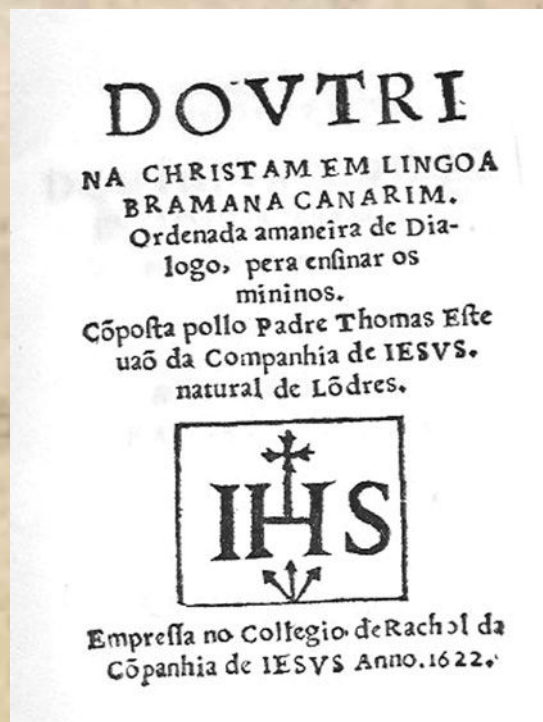 DOVTRI
NA CHRISTAM EM LINGOA
BRAMANA CANARIM.
Ordenada amaneira de Dia-
logo, pera enſinar os
mininos.
Cõpoſta pollo Padre Thomas Eſte
uaõ da Companhia de IESVS.
natural de Lõdres.
IHS
Empreſſa no Collegio de Rachol da
Cõpanhia de IESVS Anno. 1622.